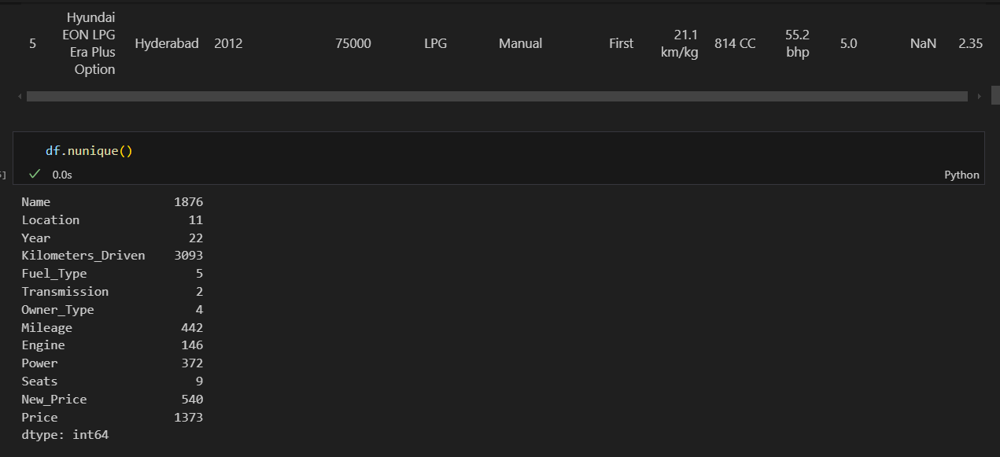 Hyundai
EON LPG
Era Plus
Option
5 Hyderabad 2012 75000 LPG Manual First 21.1 km/kg 814 CC 55.2 bhp 5.0 NaN 2.35
df.nunique()
0.0s
Python
Name 1876
Location 11
Year 22
Kilometers_Driven 3093
Fuel_Type 5
Transmission 2
Owner_Type 4
Mileage 442
Engine 146
Power 372
Seats 9
New_Price 540
Price 1373
dtype: int64